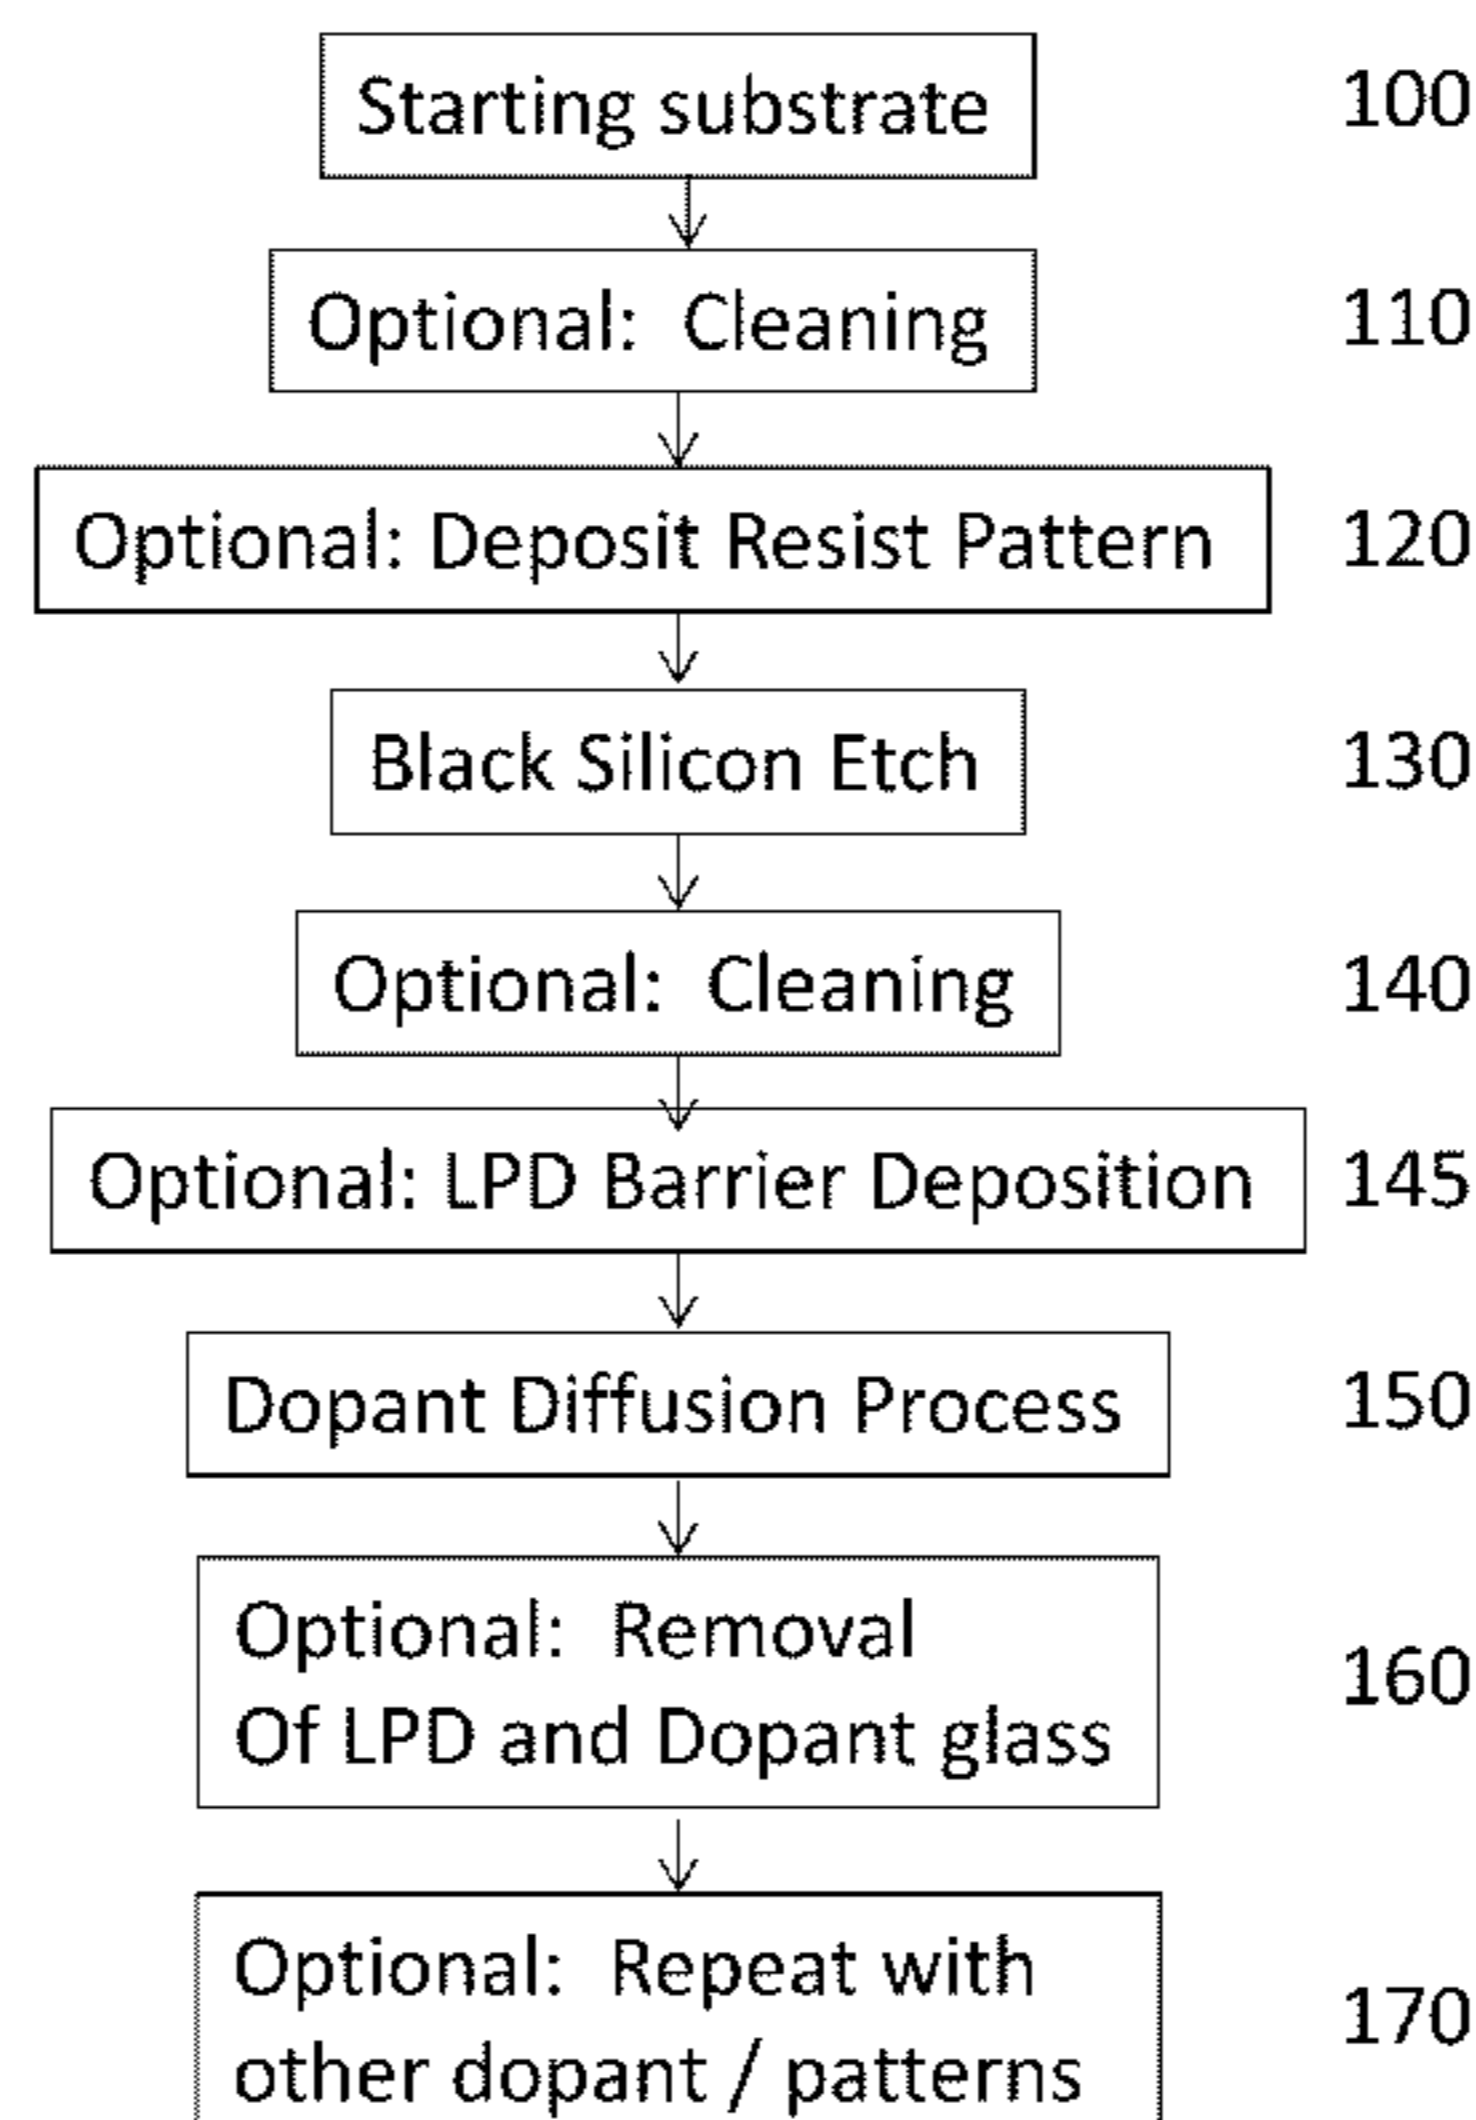 Starting substrate 100
Optional: Cleaning 110
Optional: Deposit Resist Pattern 120
Black Silicon Etch 130
Optional: Cleaning 140
Optional: LPD Barrier Deposition 145
Dopant Diffusion Process 150
Optional: Removal
Of LPD and Dopant glass
160
Optional: Repeat with
other dopant / patterns
170